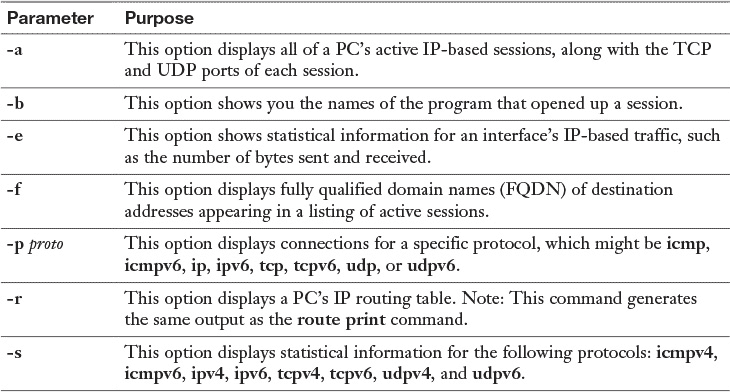 Parameter Purpose
-a This option displays all of a PC's active IP-based sessions, along with the TCP
and UDP ports of each session.
-b This option shows you the names of the program that opened up a session.
-e This option shows statistical information for an interface's IP-based traffic, such
as the number of bytes sent and received.
-f This option displays fully qualified domain names (FQDN) of destination
addresses appearing in a listing of active sessions.
-p proto This option displays connections for a specific protocol, which might be icmp,
icmpv6, ip, ipv6, tcp, tcpv6, udp, or udpv6.
-r This option displays a PC's IP routing table. Note: This command generates
the same output as the route print command.
-s This option displays statistical information for the following protocols: icmpv4,
icmpv6, ipv4, ipv6, tcpv4, tcpv6, udpv4, and udpv6.